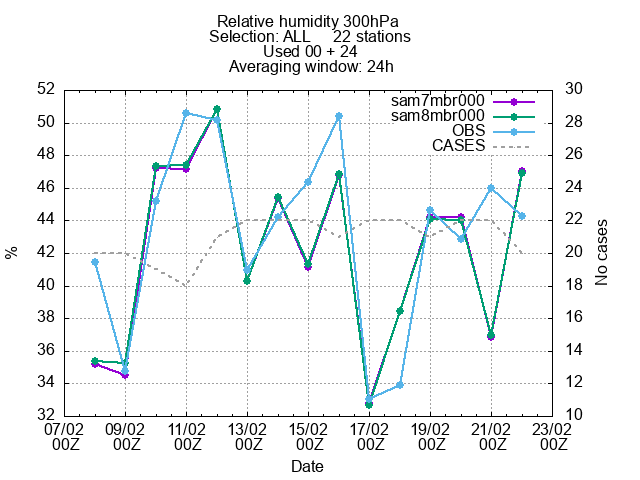 Relative humidity 300hPa
Selection: ALL 22 stations
Used 00 + 24
Averaging window: 24h
sam7mbr000
sam8mbr000
OBS
CASES
52
50
48
46
44
42
40
38
36
34
32
%
30
28
26
24
22
20
18
16
14
12
10
No cases
07/02 09/02 11/02 13/02 15/02 17/02 19/02 21/02 23/02
00Z 00Z 00Z 00Z 00Z 00Z 00Z 00Z 00Z
Date